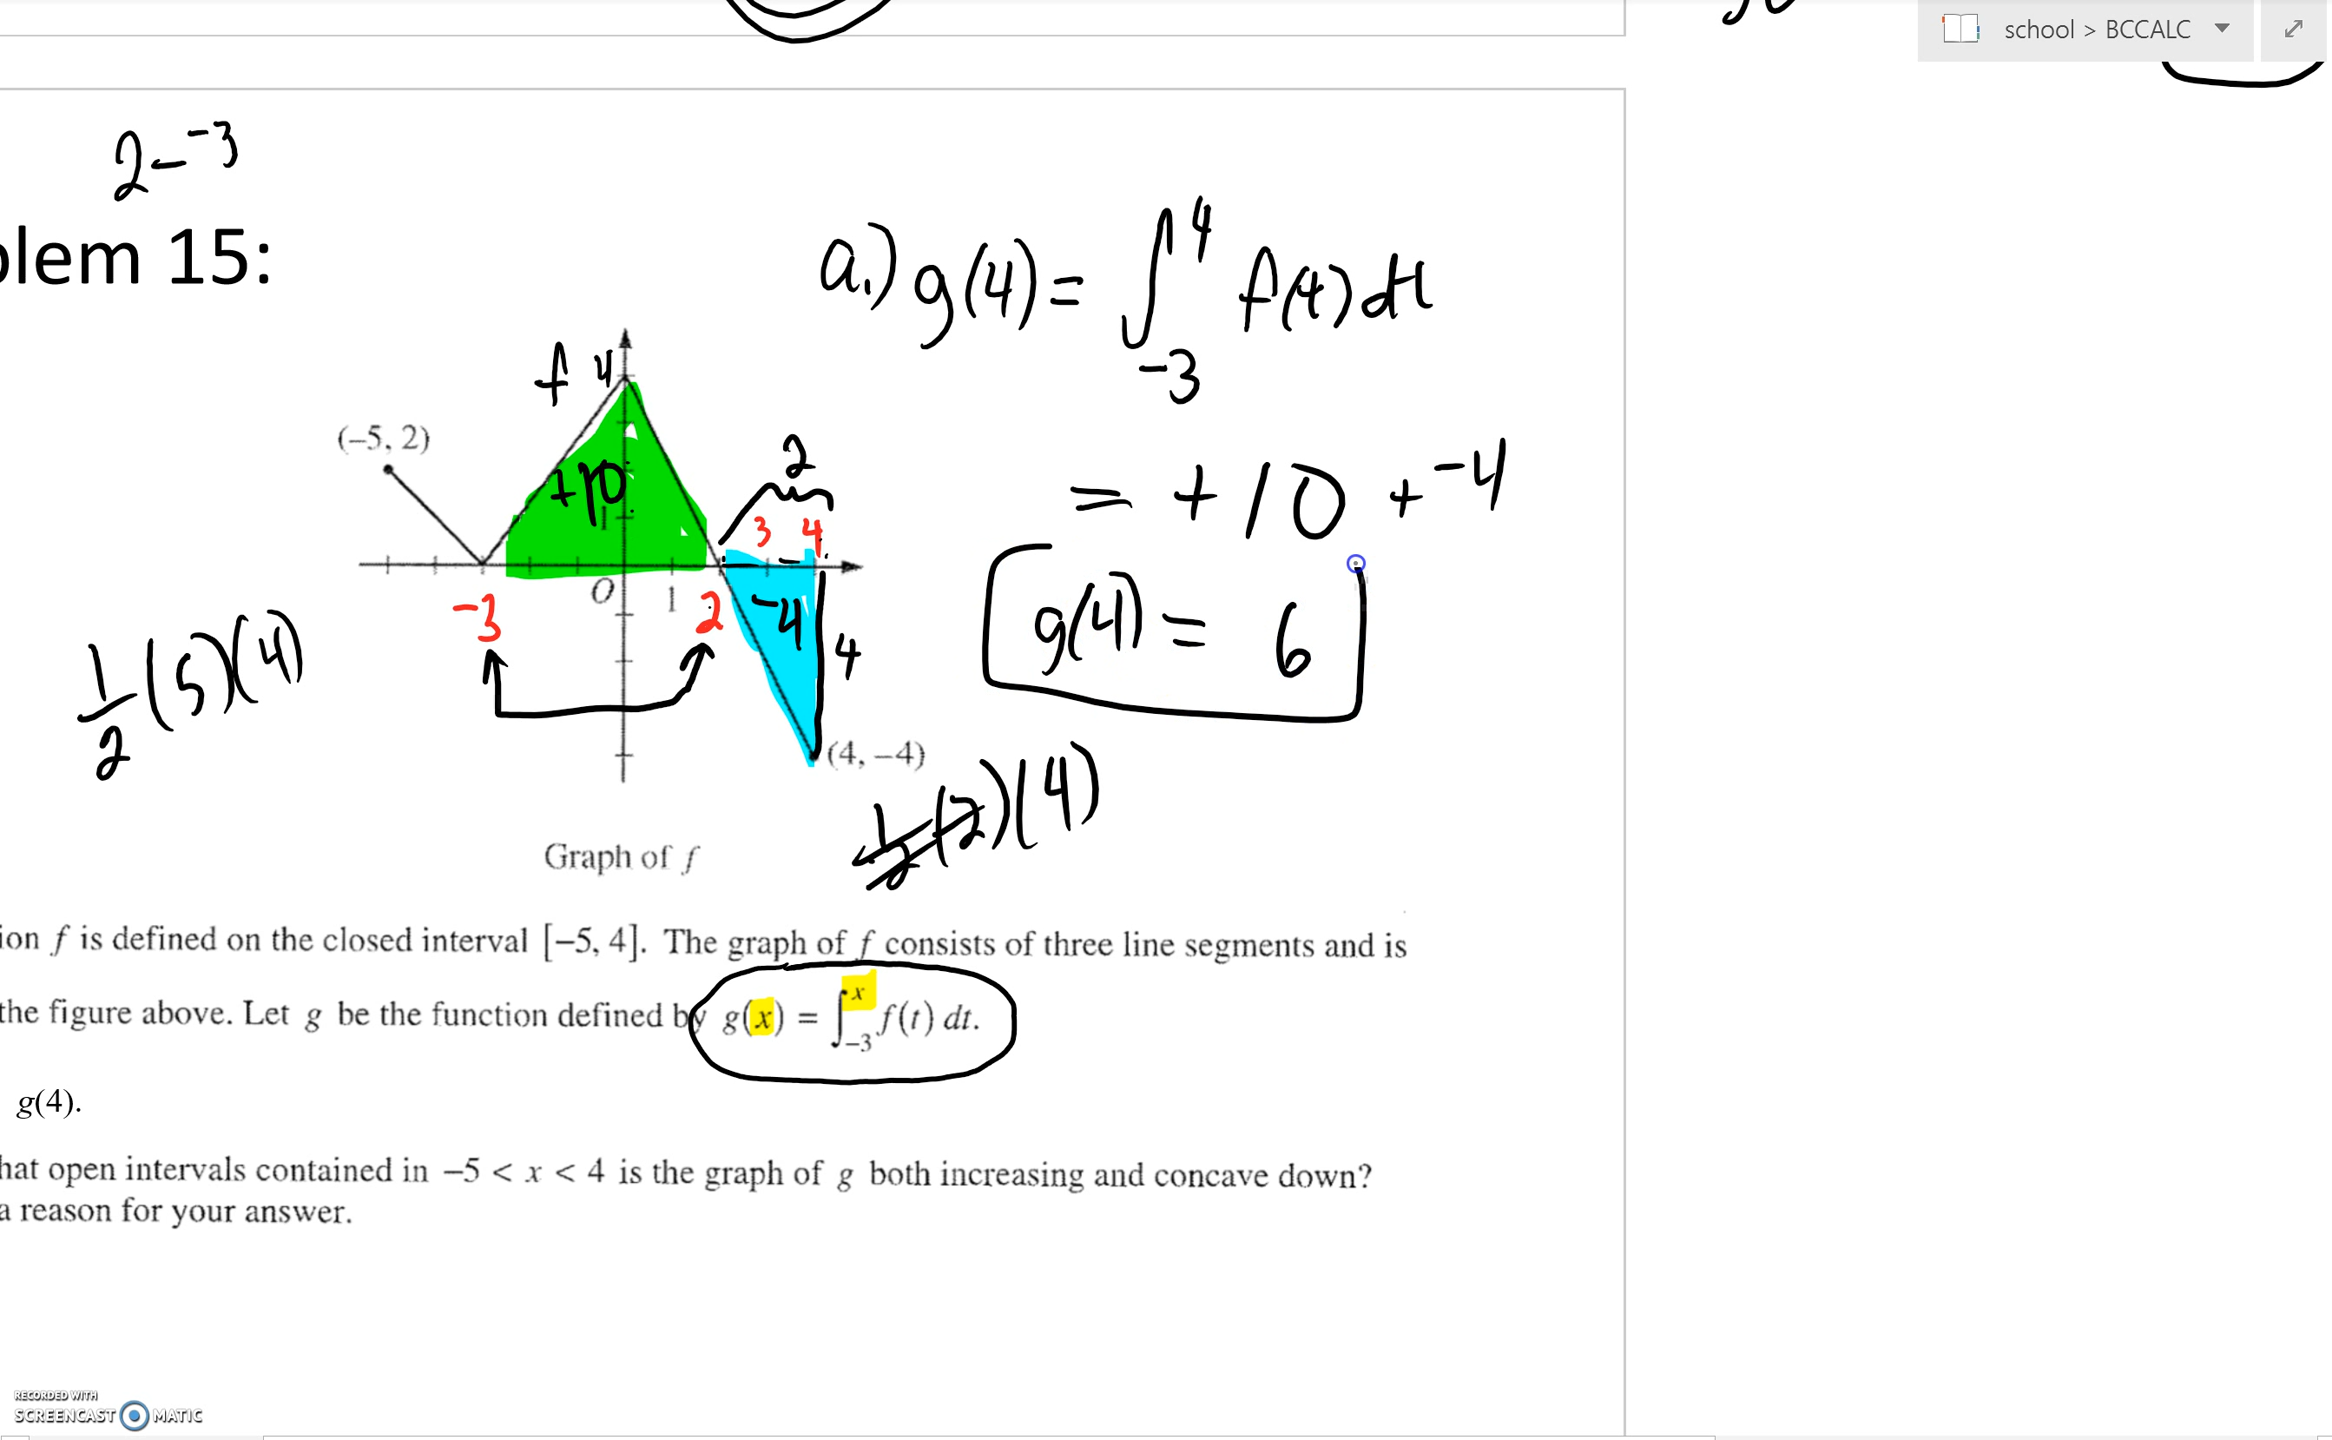 school > BCCALC
2 - -3
olem 15:
a.) g(4) = ∫ 4 -3 f(4) dt
f 4
(−5, 2)
+10
1
2
3 4
= +10 + -4
O 1
-3
2
-4
4
g(4) = 6
1/2 (5)(4)
(4, −4)
1/2 (2)(4)
Graph of f
ion f is defined on the closed interval [−5, 4]. The graph of f consists of three line segments and is
the figure above. Let g be the function defined by g(x) = ∫ x −3 f(t) dt.
g(4).
hat open intervals contained in −5 < x < 4 is the graph of g both increasing and concave down?
a reason for your answer.
RECORDED WITH
SCREENCAST MATIC